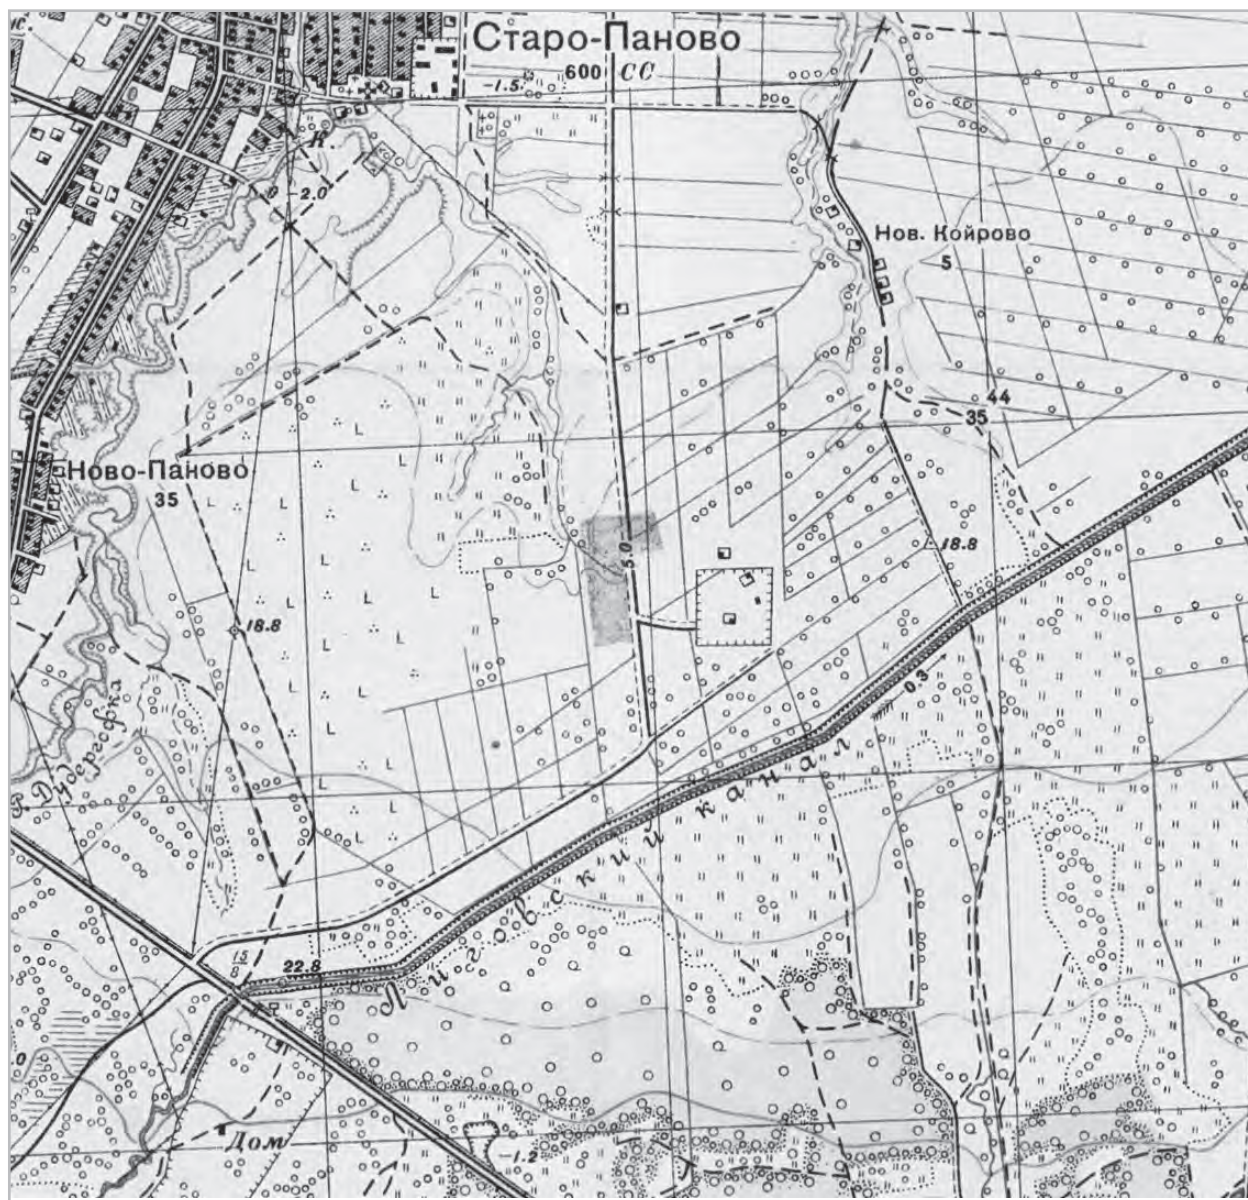 Старо-Паново
600 СС
-1.5
К.
-2.0
Нов. Койрово
5
44
35
Ново-Паново
35
5.0
18.8
18.8
0.3
р. Дудергофка
Лиговский канал
15
8
22.8
Дом
-1.2